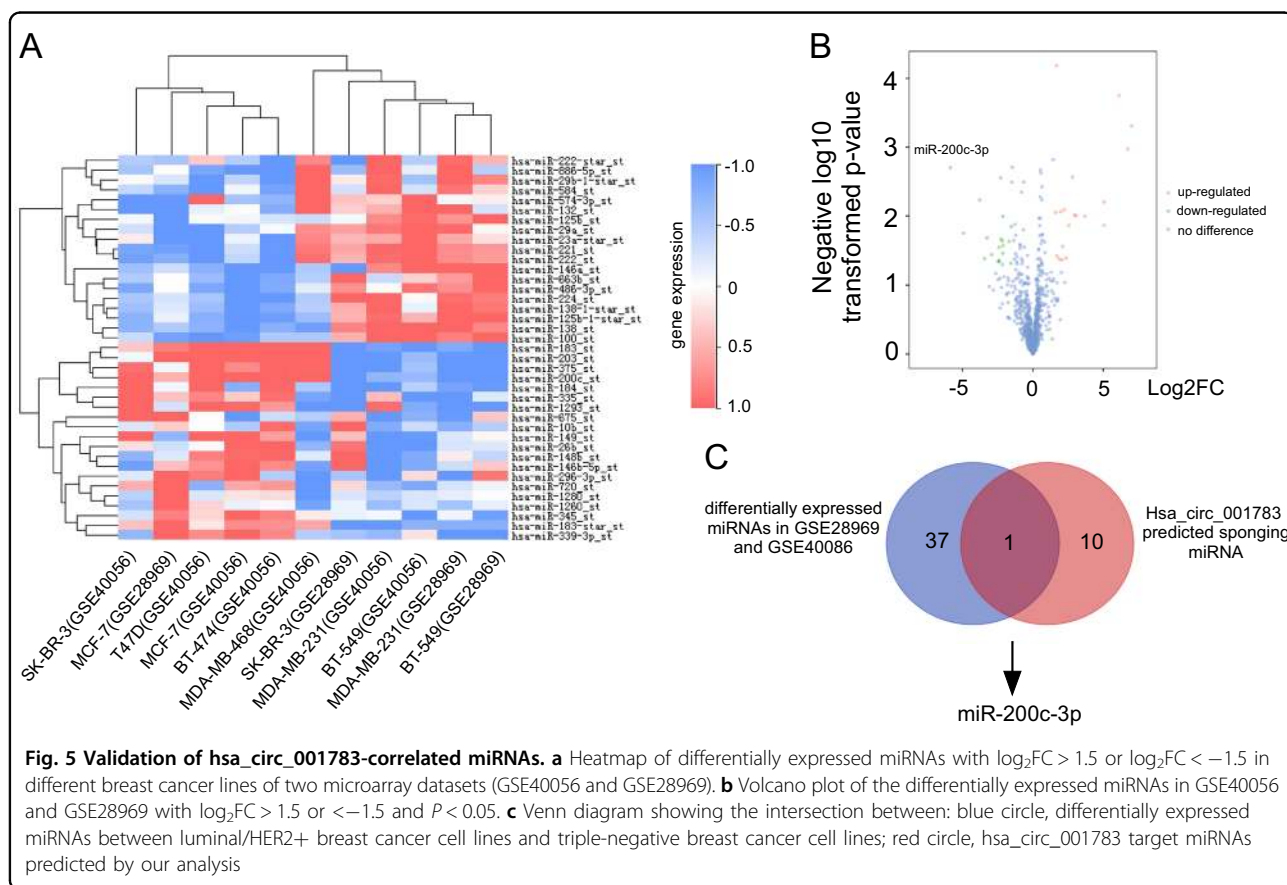 A
hsa-miR-222-star_st
hsa-miR-886-5p_st
hsa-miR-29b-1-star_st
hsa-miR-584_st
hsa-miR-574-3p_st
hsa-miR-132_st
hsa-miR-125b_st
hsa-miR-29a_st
hsa-miR-23a-star_st
hsa-miR-221_st
hsa-miR-222_st
hsa-miR-146a_st
hsa-miR-663b_st
hsa-miR-486-3p_st
hsa-miR-224_st
hsa-miR-138-1-star_st
hsa-miR-125b-1-star_st
hsa-miR-138_st
hsa-miR-100_st
hsa-miR-183_st
hsa-miR-203_st
hsa-miR-375_st
hsa-miR-200c_st
hsa-miR-184_st
hsa-miR-335_st
hsa-miR-1293_st
hsa-miR-675_st
hsa-miR-10b_st
hsa-miR-149_st
hsa-miR-26b_st
hsa-miR-148b_st
hsa-miR-146b-5p_st
hsa-miR-296-3p_st
hsa-miR-720_st
hsa-miR-1280_st
hsa-miR-1260_st
hsa-miR-345_st
hsa-miR-183-star_st
hsa-miR-339-3p_st
SK-BR-3(GSE40056)
MCF-7(GSE28969)
T47D(GSE40056)
MCF-7(GSE40056)
BT-474(GSE40056)
MDA-MB-468(GSE40056)
SK-BR-3(GSE28969)
MDA-MB-231(GSE40056)
BT-549(GSE40056)
MDA-MB-231(GSE28969)
BT-549(GSE28969)
gene expression
-1.0
-0.5
0
0.5
1.0
B
Negative log10
transformed p-value
4
3
2
1
0
miR-200c-3p
-5
0
5
Log2FC
up-regulated
down-regulated
no difference
C
differentially expressed
miRNAs in GSE28969
and GSE40086
37
1
10
Hsa_circ_001783
predicted sponging
miRNA
miR-200c-3p
Fig. 5 Validation of hsa_circ_001783-correlated miRNAs. a Heatmap of differentially expressed miRNAs with log₂FC > 1.5 or log₂FC < −1.5 in
different breast cancer lines of two microarray datasets (GSE40056 and GSE28969). b Volcano plot of the differentially expressed miRNAs in GSE40056
and GSE28969 with log₂FC > 1.5 or <−1.5 and P < 0.05. c Venn diagram showing the intersection between: blue circle, differentially expressed
miRNAs between luminal/HER2+ breast cancer cell lines and triple-negative breast cancer cell lines; red circle, hsa_circ_001783 target miRNAs
predicted by our analysis